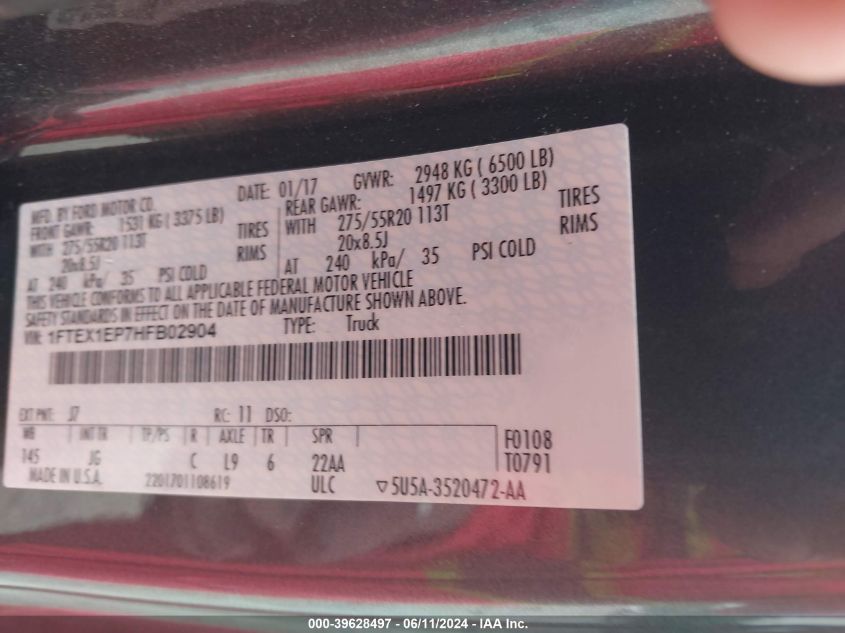 MFD. BY FORD MOTOR CO.
DATE: 01/17 GVWR: 2948 KG ( 6500 LB)
FRONT GAWR: 1531 KG ( 3375 LB) REAR GAWR: 1497 KG ( 3300 LB)
WITH 275/55R20 113T TIRES WITH 275/55R20 113T TIRES
20x8.5J RIMS 20x8.5J RIMS
AT 240 kPa/ 35 PSI COLD AT 240 kPa/ 35 PSI COLD
THIS VEHICLE CONFORMS TO ALL APPLICABLE FEDERAL MOTOR VEHICLE
SAFETY STANDARDS IN EFFECT ON THE DATE OF MANUFACTURE SHOWN ABOVE.
VIN: 1FTEX1EP7HFB02904 TYPE: Truck
EXT PNT: J7 RC: 11 DSO:
WB INT TR TP/PS R AXLE TR SPR F0108
145 JG C L9 6 22AA T0791
MADE IN U.S.A. 2201701108619 ULC ▽5U5A-3520472-AA
000-39628497 - 06/11/2024 - IAA Inc.